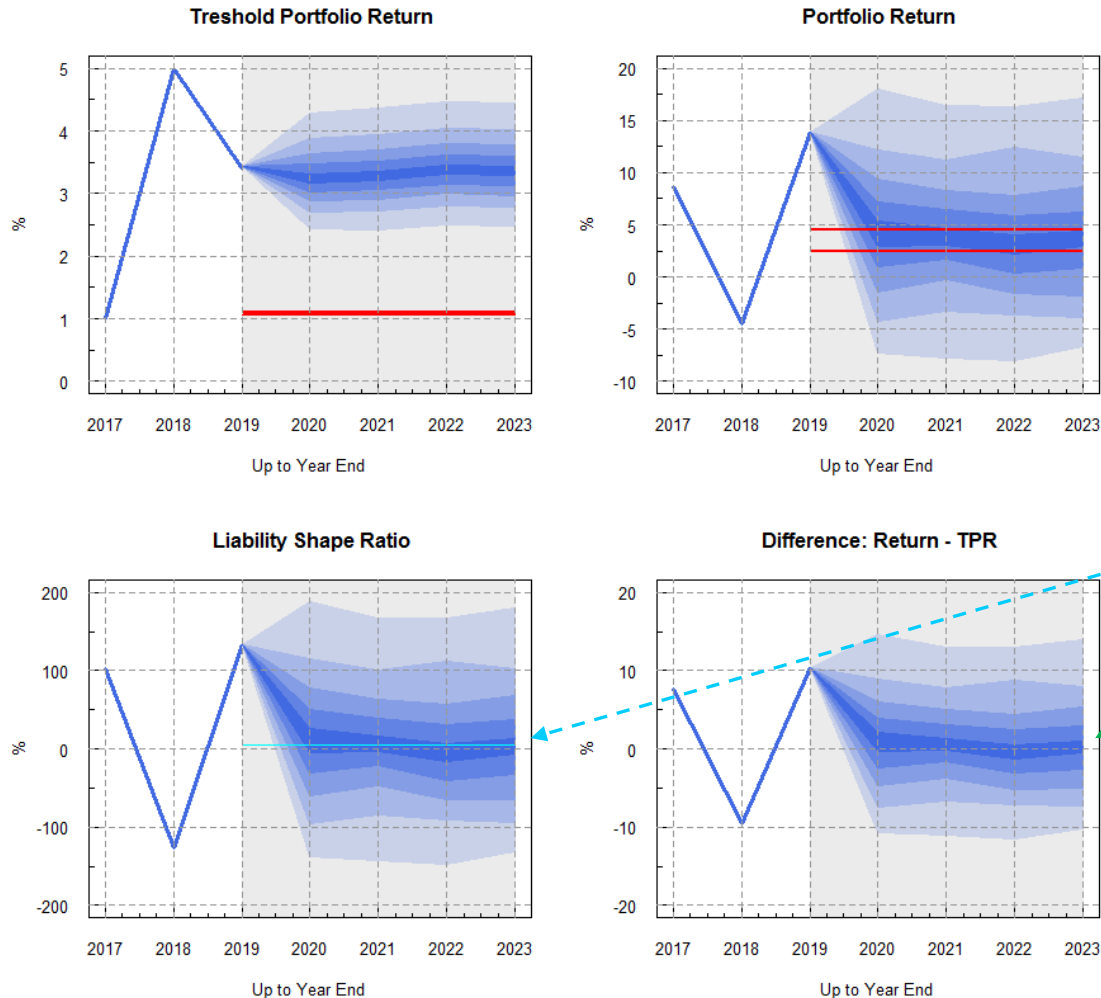 Treshold Portfolio Return
%
5
4
3
2
1
0
2017 2018 2019 2020 2021 2022 2023
Up to Year End
Portfolio Return
%
20
15
10
5
0
-5
-10
2017 2018 2019 2020 2021 2022 2023
Up to Year End
Liability Shape Ratio
%
200
100
0
-100
-200
2017 2018 2019 2020 2021 2022 2023
Up to Year End
Difference: Return - TPR
%
20
10
0
-10
-20
2017 2018 2019 2020 2021 2022 2023
Up to Year End